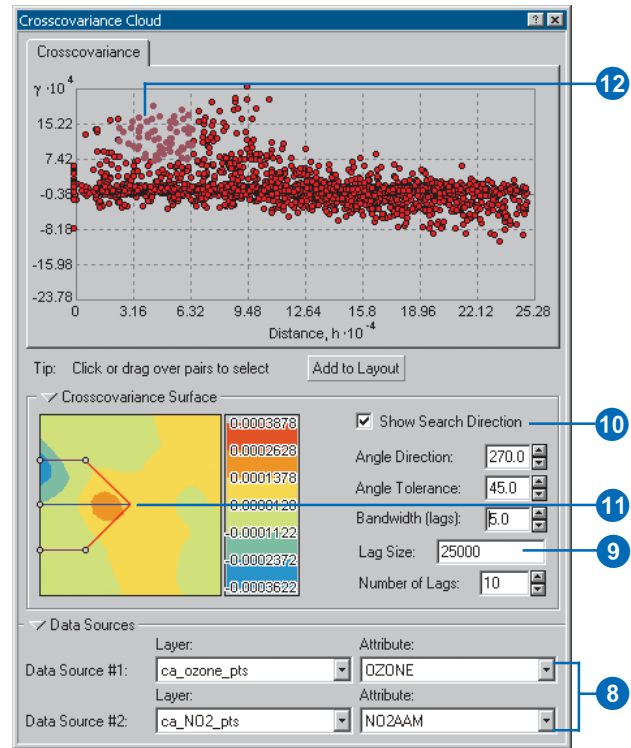 Crosscovariance Cloud
Crosscovariance
γ·10 4
15.22
7.42
-0.38
-8.18
-15.98
-23.78
0 3.16 6.32 9.48 12.64 15.8 18.96 22.12 25.28
Distance, h·10 -4
12
Tip: Click or drag over pairs to select Add to Layout
Crosscovariance Surface
0.0003878
0.0002628
0.0001378
0.0000128
-0.0001122
-0.0002372
-0.0003622
Show Search Direction
10
Angle Direction: 270.0
Angle Tolerance: 45.0
11
Bandwidth (lags): 5.0
Lag Size: 25000
9
Number of Lags: 10
Data Sources
Layer: Attribute:
Data Source #1: ca_ozone_pts OZONE
Layer: Attribute:
8
Data Source #2: ca_NO2_pts NO2AAM